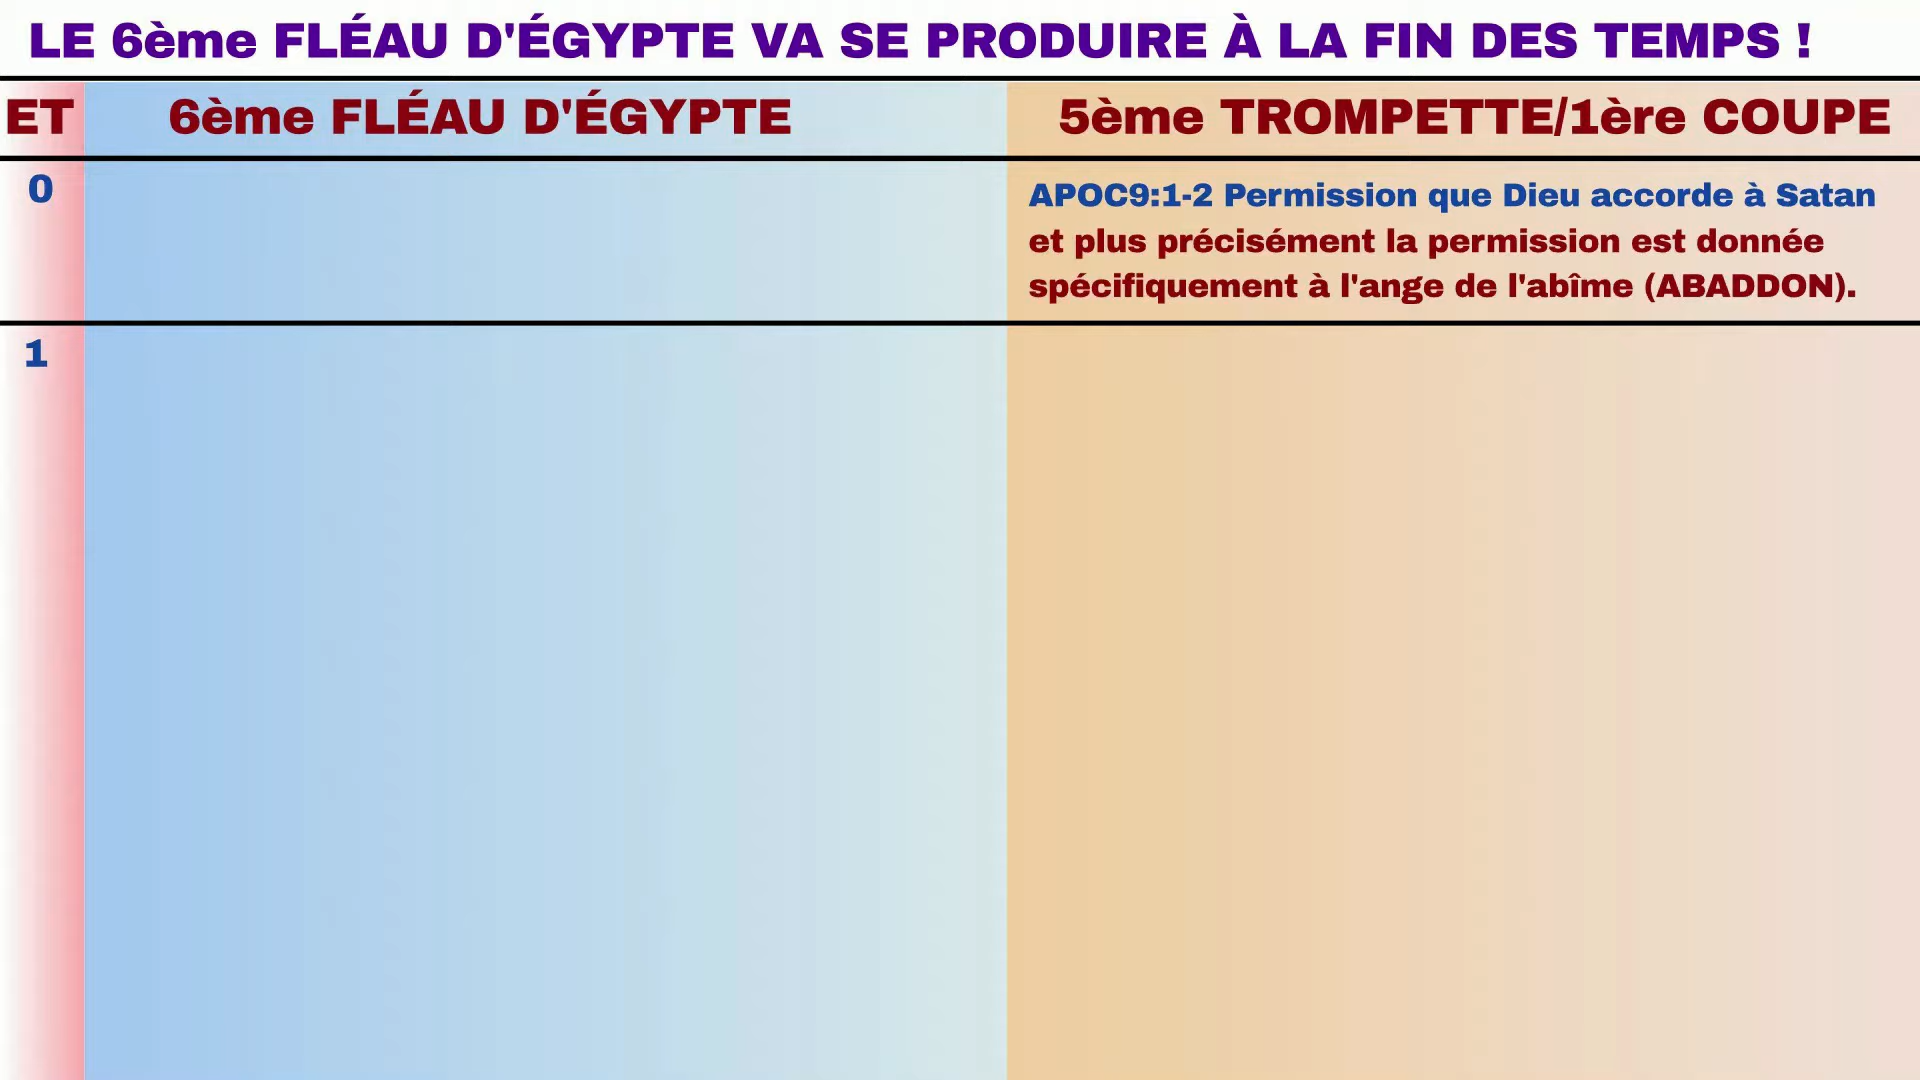 LE 6ème FLÉAU D'ÉGYPTE VA SE PRODUIRE À LA FIN DES TEMPS !
ET 6ème FLÉAU D'ÉGYPTE 5ème TROMPETTE/1ère COUPE
0
APOC9:1-2 Permission que Dieu accorde à Satan
et plus précisément la permission est donnée
spécifiquement à l'ange de l'abîme (ABADDON).
1